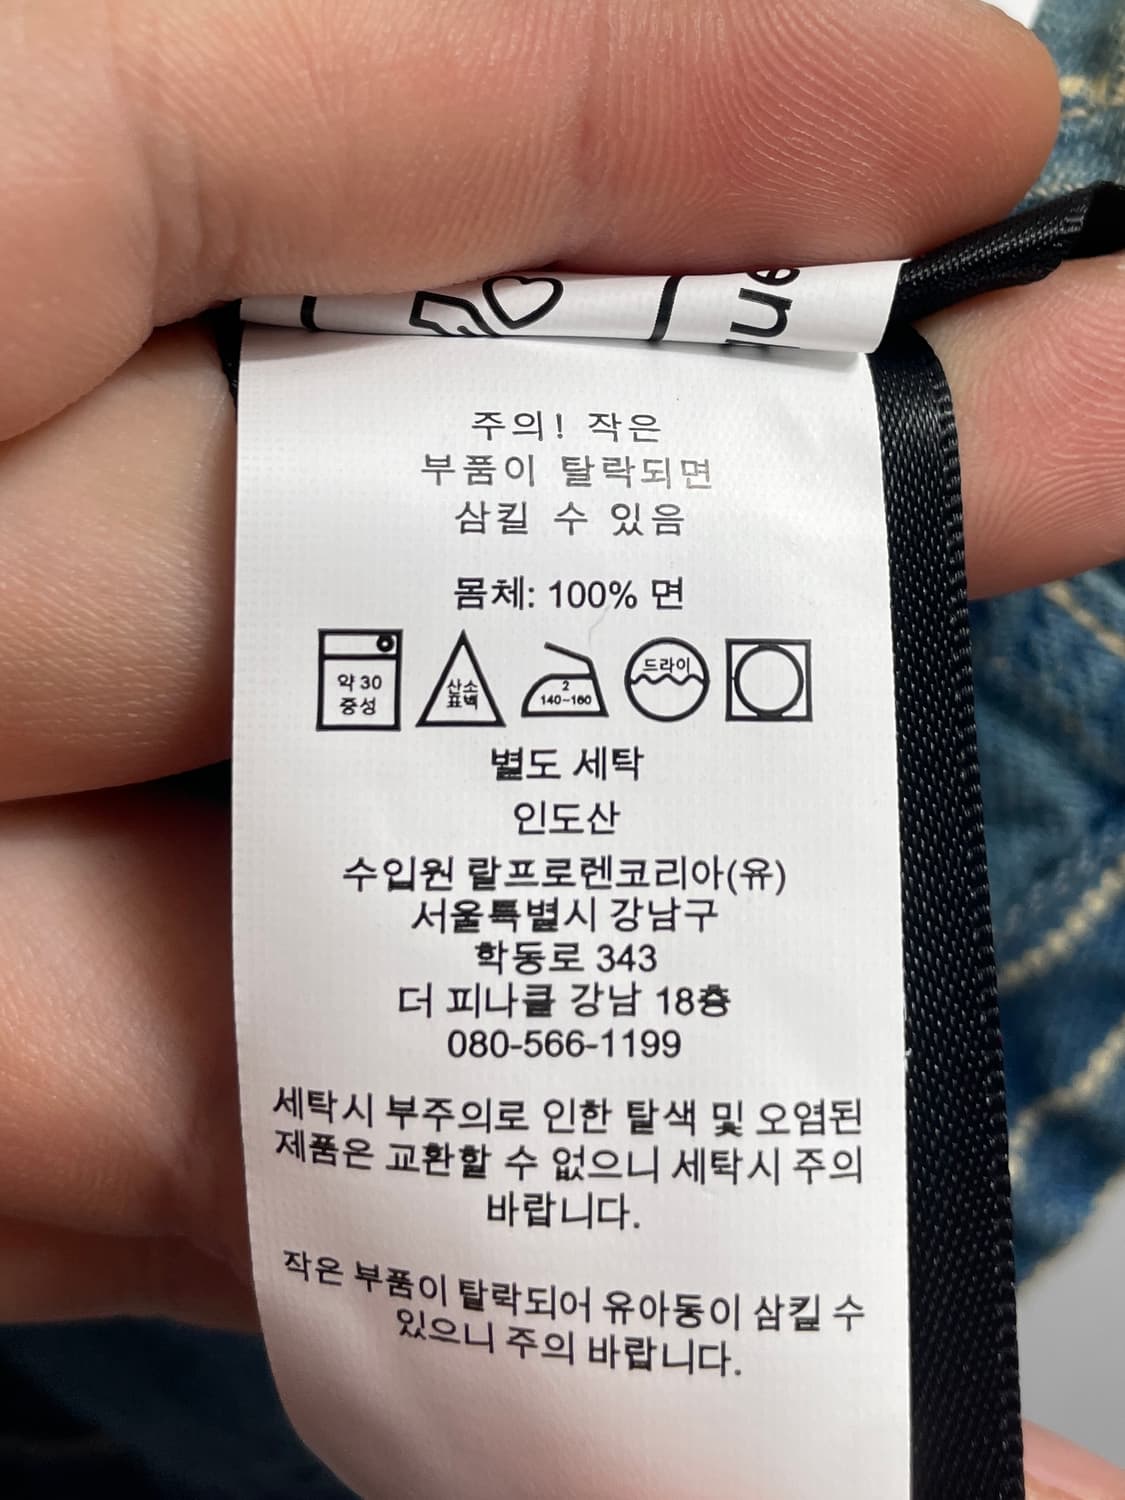 ue
주의! 작은
부품이 탈락되면
삼킬 수 있음
몸체: 100% 면
약 30
중성
산소
표백
2
140~160
드라이
별도 세탁
인도산
수입원 랄프로렌코리아(유)
서울특별시 강남구
학동로 343
더 피나클 강남 18층
080-566-1199
세탁시 부주의로 인한 탈색 및 오염된
제품은 교환할 수 없으니 세탁시 주의
바랍니다.
작은 부품이 탈락되어 유아동이 삼킬 수
있으니 주의 바랍니다.